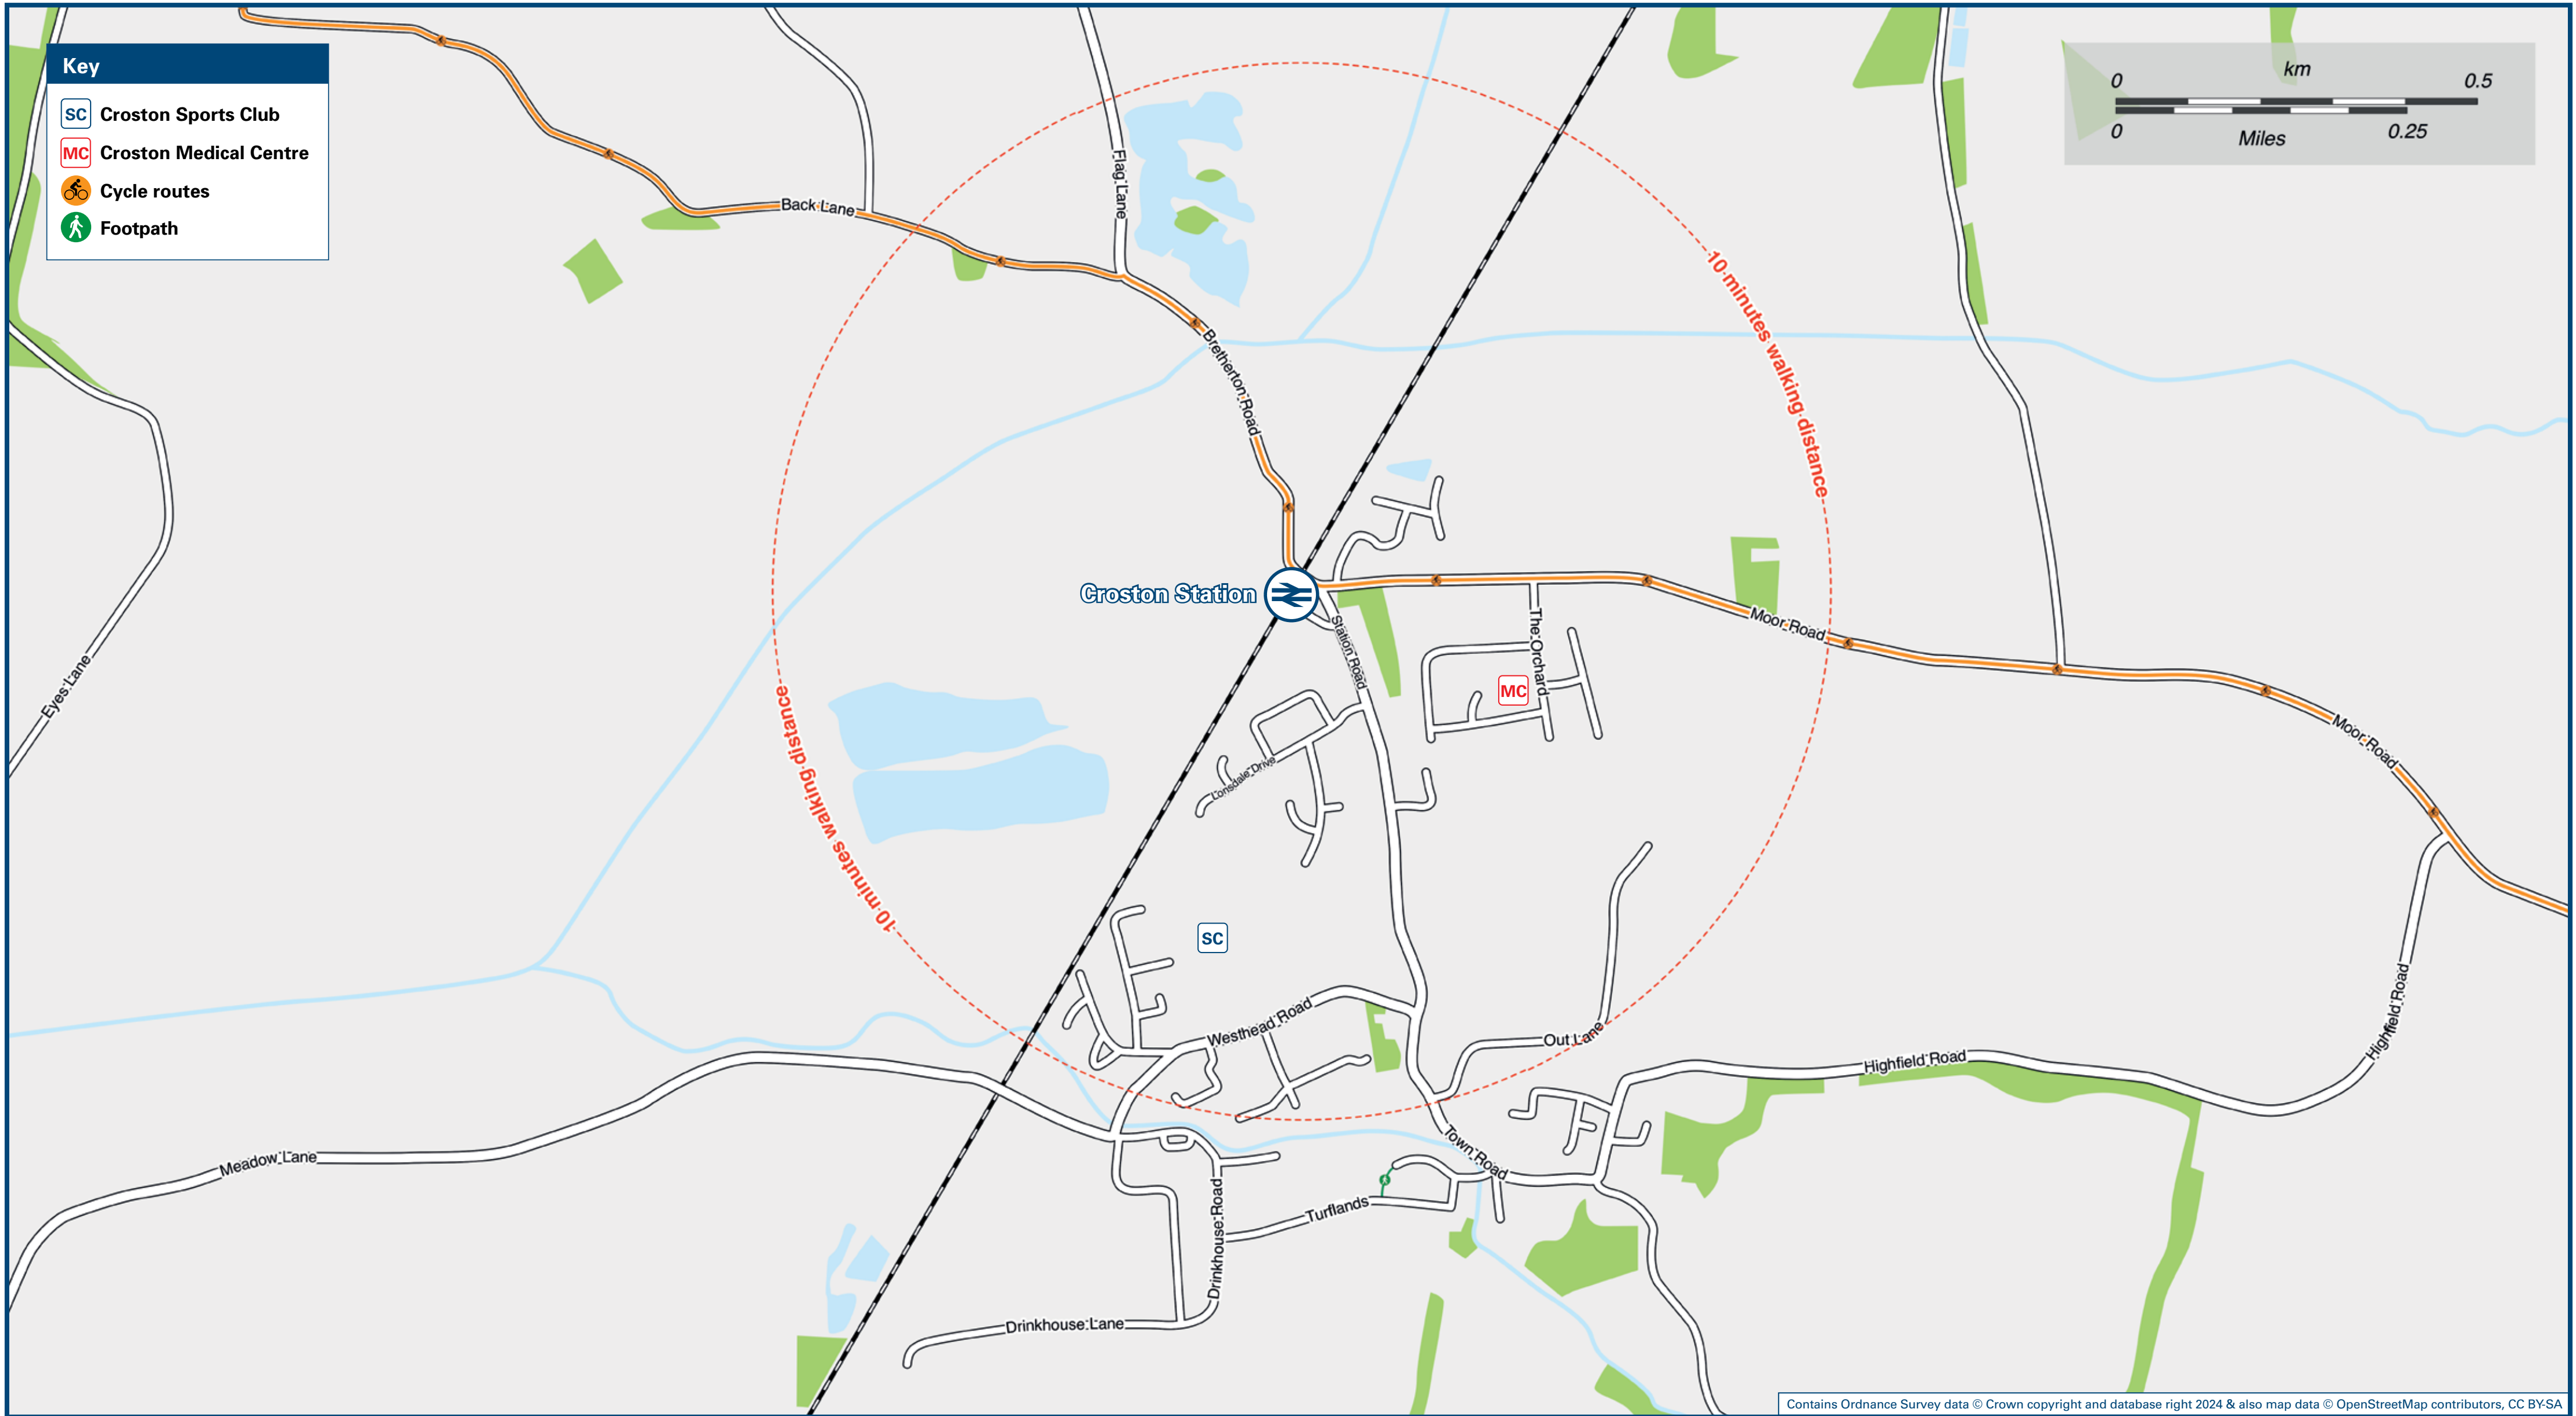 Key
SC Croston Sports Club
MC Croston Medical Centre
Cycle routes
Footpath
km
0 0.5
0 0.25
Miles
Back Lane
Flag Lane
Bretherton Road
10 minutes walking distance
Croston Station
Station Road
The Orchard
MC
Moor Road
Moor Road
Eyes Lane
10 minutes walking distance
Lonsdale Drive
SC
Westhead Road
Out Lane
Highfield Road
Highfield Road
Meadow Lane
Town Road
Turflands
Drinkhouse Road
Drinkhouse Lane
Contains Ordnance Survey data © Crown copyright and database right 2024 & also map data © OpenStreetMap contributors, CC BY-SA